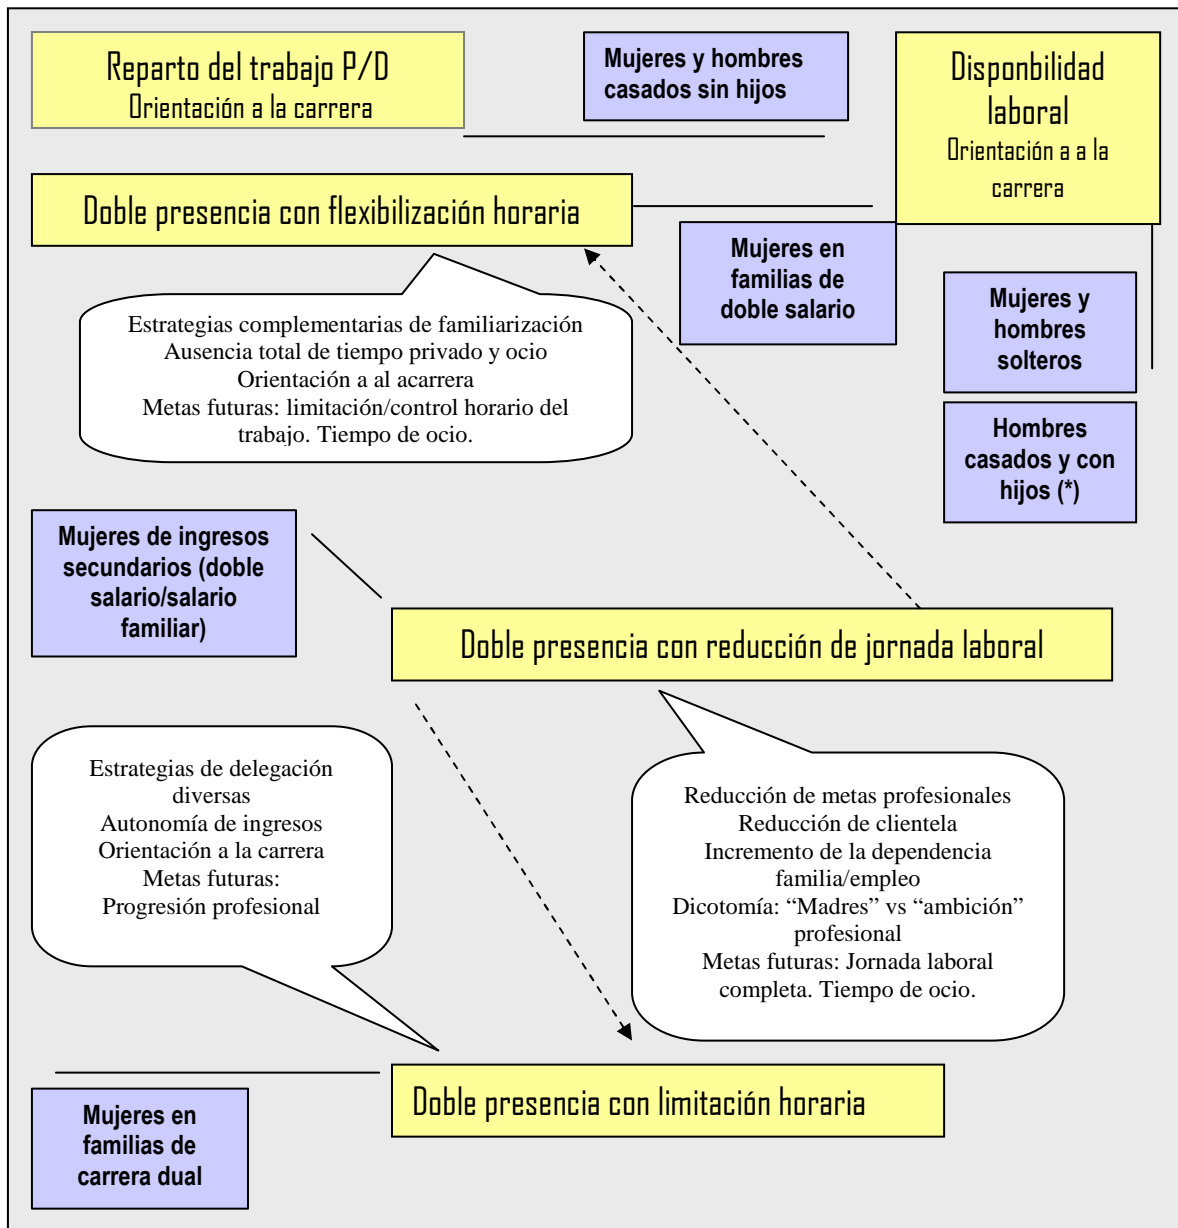 Reparto del trabajo P/D
Orientación a la carrera
Mujeres y hombres
casados sin hijos
Disponbilidad
laboral
Orientación a a la
carrera
Doble presencia con flexibilización horaria
Mujeres en
familias de
doble salario
Estrategias complementarias de familiarización
Ausencia total de tiempo privado y ocio
Orientación a al acarrera
Metas futuras: limitación/control horario del
trabajo. Tiempo de ocio.
Mujeres y
hombres
solteros
Hombres
casados y con
hijos (*)
Mujeres de ingresos
secundarios (doble
salario/salario
familiar)
Doble presencia con reducción de jornada laboral
Estrategias de delegación
diversas
Autonomía de ingresos
Orientación a la carrera
Metas futuras:
Progresión profesional
Reducción de metas profesionales
Reducción de clientela
Incremento de la dependencia
familia/empleo
Dicotomía: “Madres” vs “ambición”
profesional
Metas futuras: Jornada laboral
completa. Tiempo de ocio.
Doble presencia con limitación horaria
Mujeres en
familias de
carrera dual